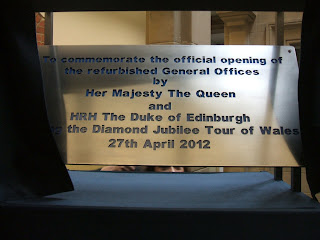 To commemorate the official opening of
the refurbished General Offices
by
Her Majesty The Queen
and
HRH The Duke of Edinburgh
the Diamond Jubilee Tour of Wales
27th April 2012